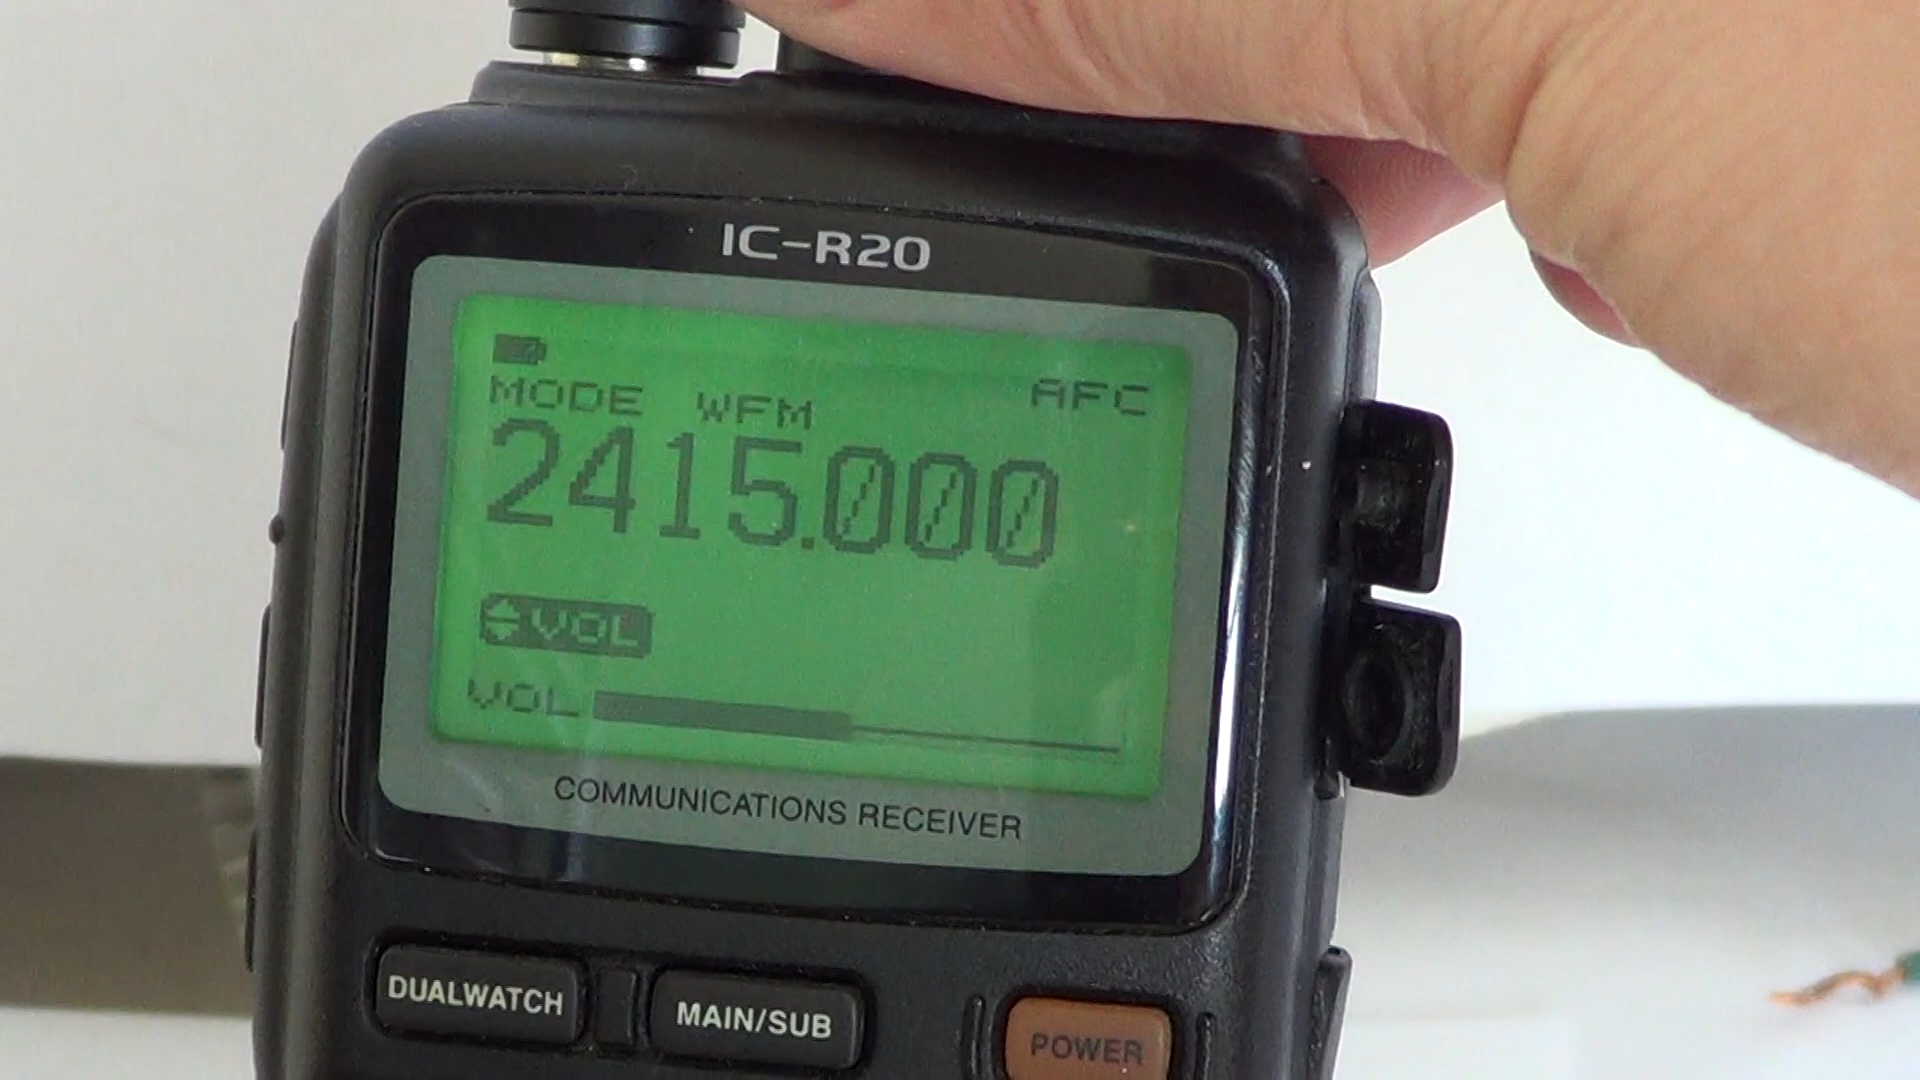 IC-R20
MODE WFM AFC
2415.000
VOL
VOL
COMMUNICATIONS RECEIVER
DUALWATCH MAIN/SUB POWER